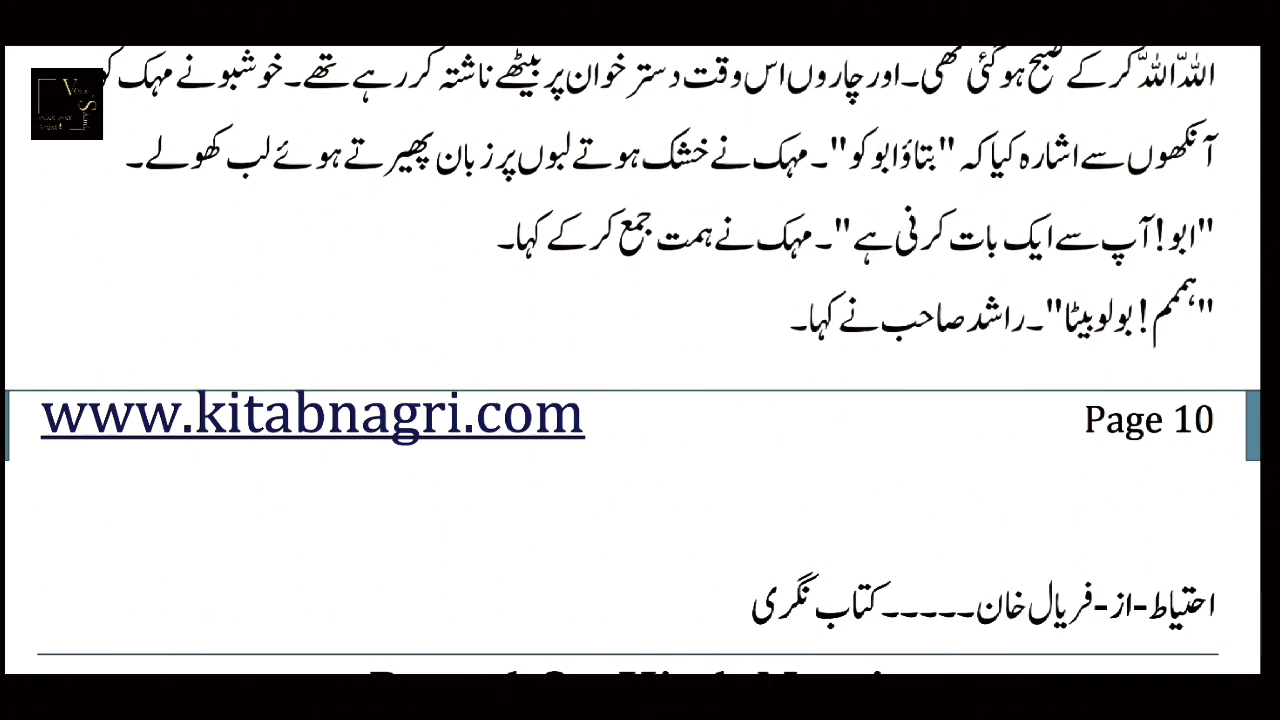 اللہ اللہ کر کے صبح ہو گئی تھی۔ اور چاروں اس وقت دستر خوان پر بیٹھے ناشتہ کر رہے تھے۔ خوشبو نے مہک کو
آنکھوں سے اشارہ کیا کہ "بتاؤ ابو کو"۔ مہک نے خشک ہوتے لبوں پر زبان پھیرتے ہوئے لب کھولے۔
"ابو! آپ سے ایک بات کرنی ہے"۔ مہک نے ہمت جمع کر کے کہا۔
"ہممم! بولو بیٹا"۔ راشد صاحب نے کہا۔
www.kitabnagri.com
Page 10
احتیاط-از-فریال خان-----کتاب نگری